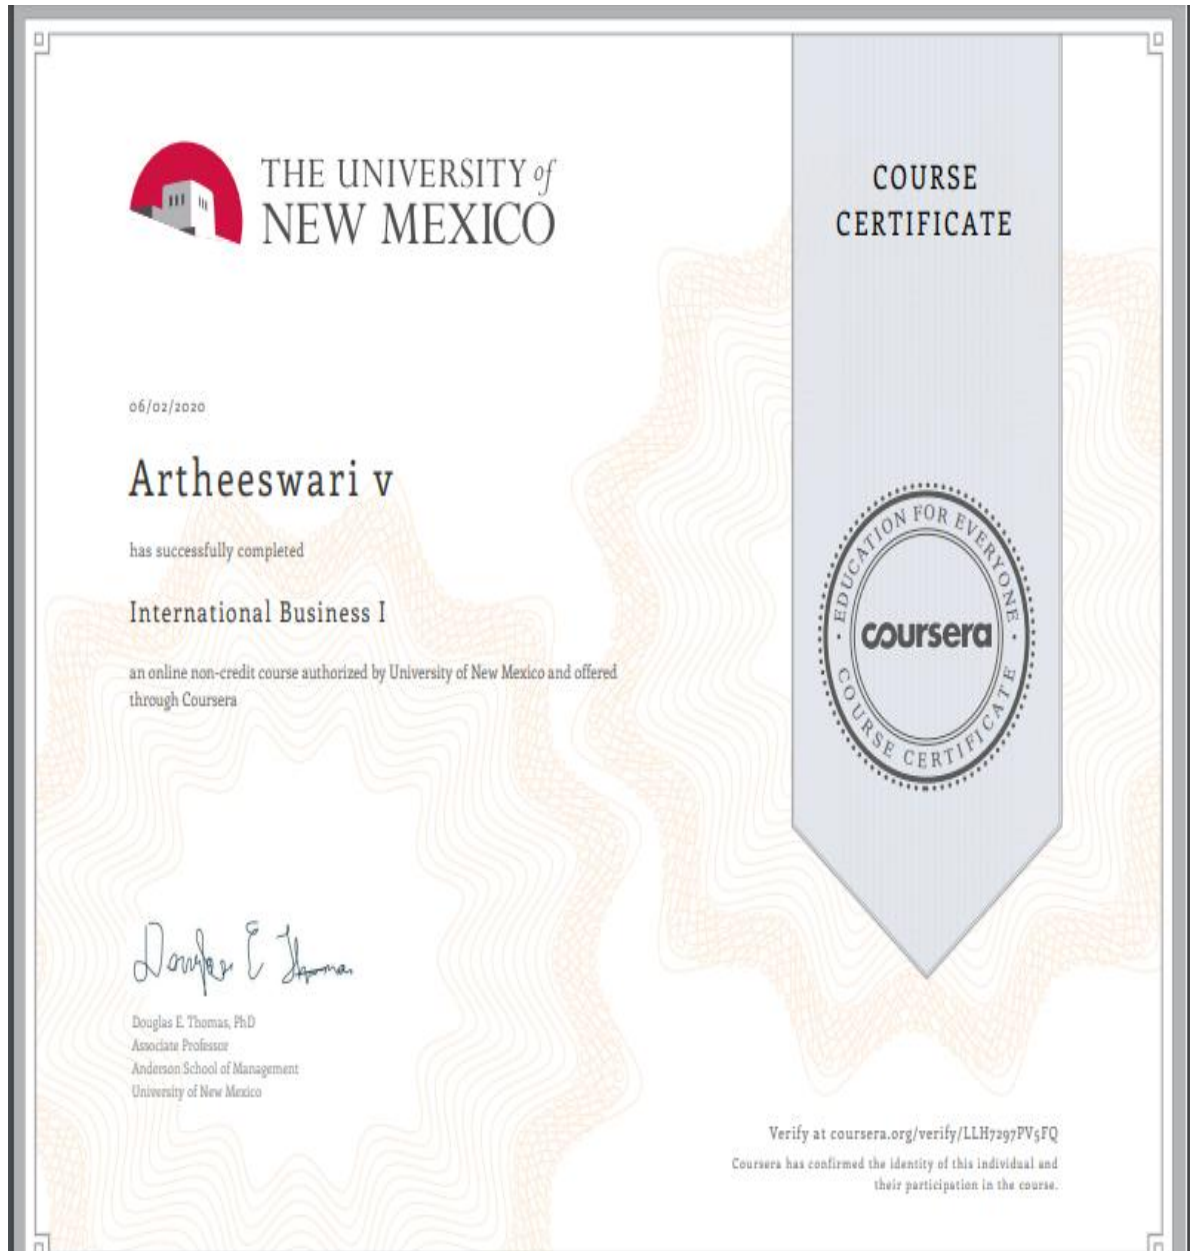 THE UNIVERSITY of
NEW MEXICO
COURSE
CERTIFICATE
06/02/2020
Artheeswari v
has successfully completed
International Business I
an online non-credit course authorized by University of New Mexico and offered
through Coursera
EDUCATION FOR EVERYONE
coursera
COURSE CERTIFICATE
Douglas E Thomas
Douglas E. Thomas, PhD
Associate Professor
Anderson School of Management
University of New Mexico
Verify at coursera.org/verify/LLH7297PV5FQ
Coursera has confirmed the identity of this individual and
their participation in the course.